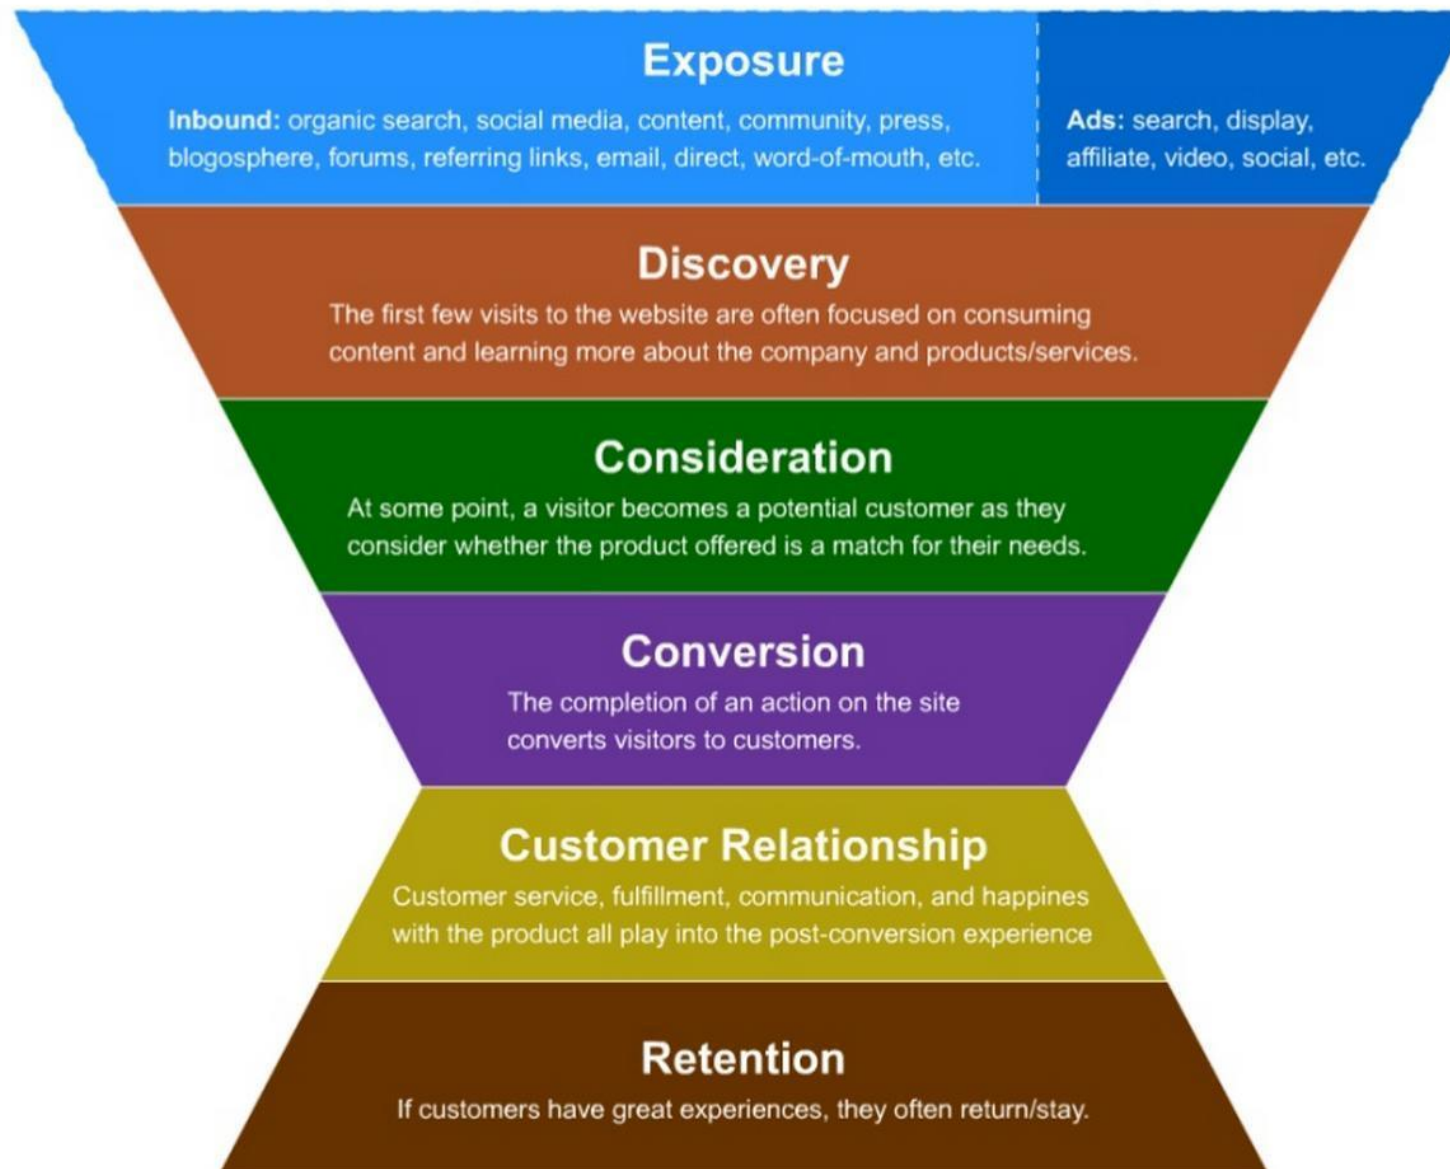 Exposure
Inbound: organic search, social media, content, community, press,
blogosphere, forums, referring links, email, direct, word-of-mouth, etc.
Ads: search, display,
affiliate, video, social, etc.
Discovery
The first few visits to the website are often focused on consuming
content and learning more about the company and products/services.
Consideration
At some point, a visitor becomes a potential customer as they
consider whether the product offered is a match for their needs.
Conversion
The completion of an action on the site
converts visitors to customers.
Customer Relationship
Customer service, fulfillment, communication, and happines
with the product all play into the post-conversion experience
Retention
If customers have great experiences, they often return/stay.